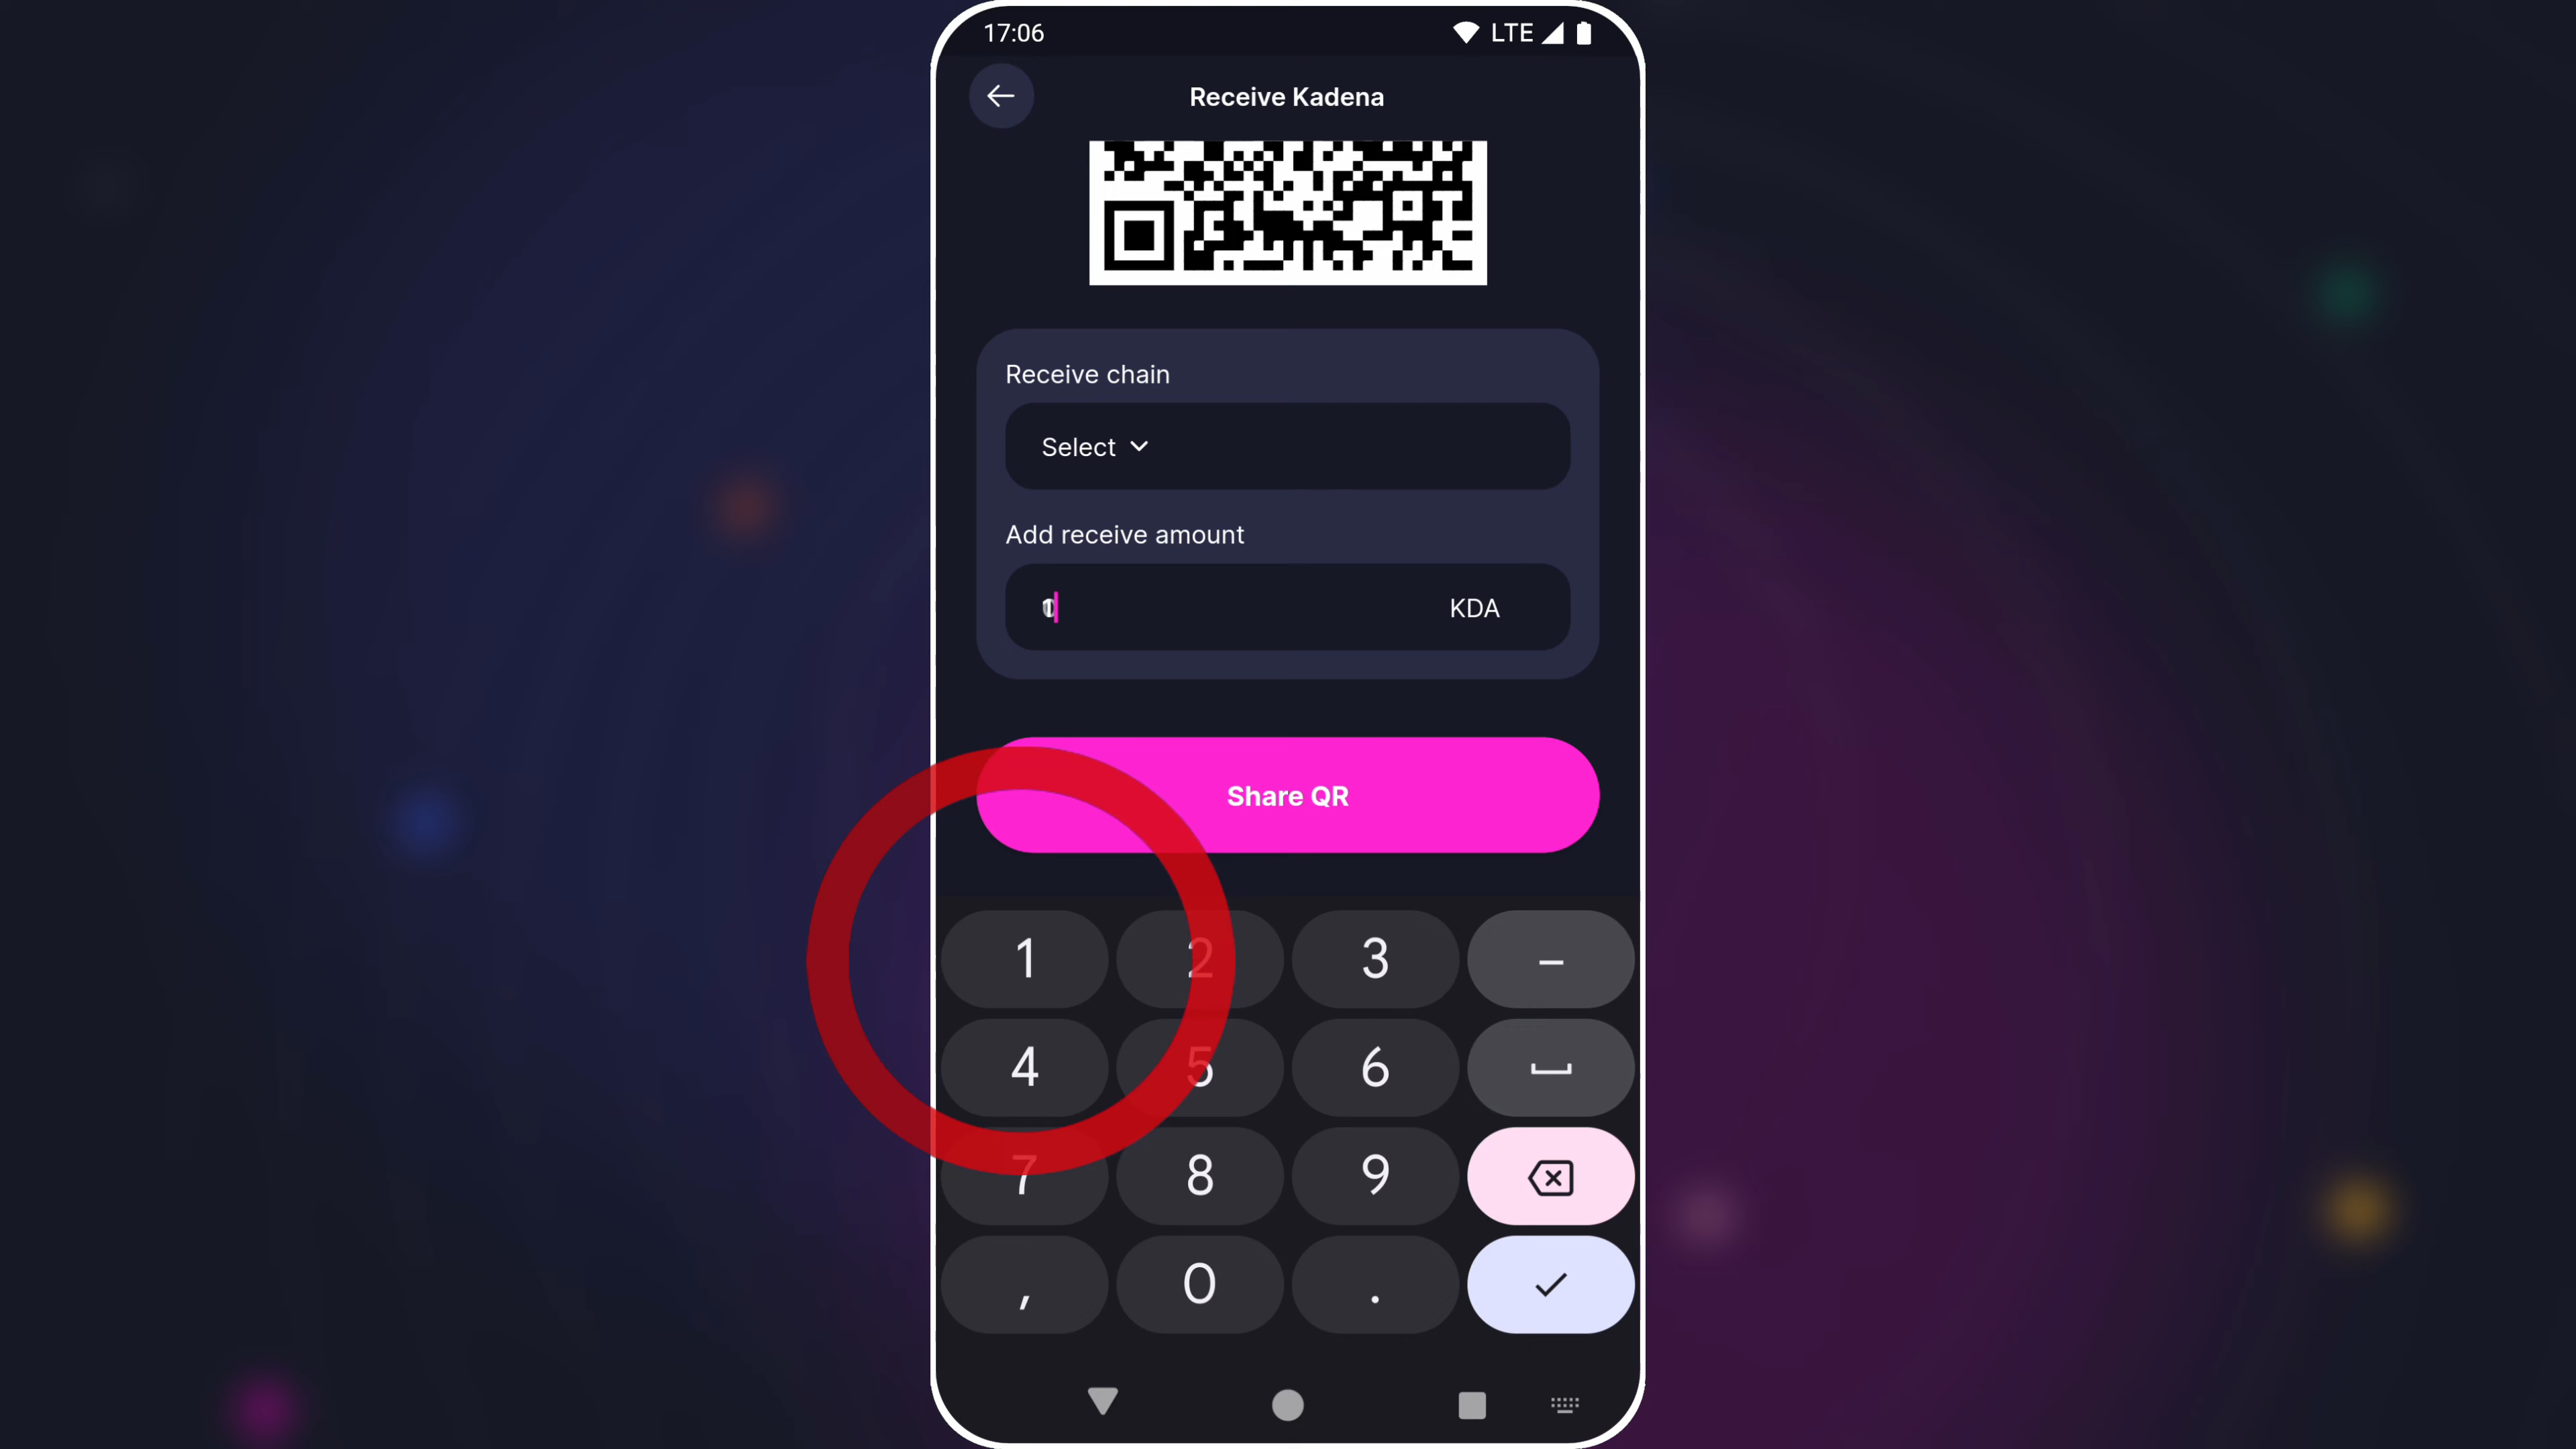 17:06 LTE
Receive Kadena
Receive chain
Select
Add receive amount
KDA
Share QR
1 2 3 –
4 5 6
7 8 9
, 0 .